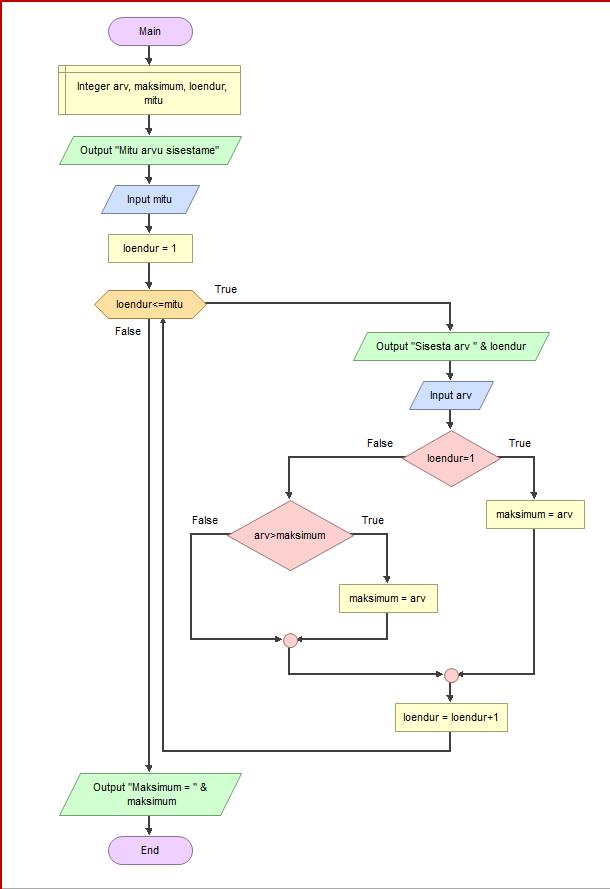 Main
Integer arv, maksimum, loendur,
mitu
Output "Mitu arvu sisestame"
Input mitu
loendur = 1
loendur<=mitu
True
False
Output "Sisesta arv " & loendur
Input arv
loendur=1
False
True
maksimum = arv
arv>maksimum
False
True
maksimum = arv
loendur = loendur+1
Output "Maksimum = " &
maksimum
End